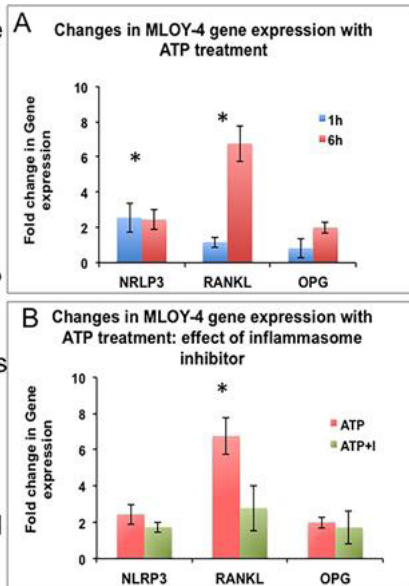 A
Changes in MLOY-4 gene expression with
ATP treatment
Fold change in Gene
expression
10
8
6
4
2
0
*
*
1h
6h
NRLP3 RANKL OPG
B
Changes in MLOY-4 gene expression with
ATP treatment: effect of inflammasome
inhibitor
Fold change in Gene
expression
10
8
6
4
2
0
*
ATP
ATP+I
NLRP3 RANKL OPG